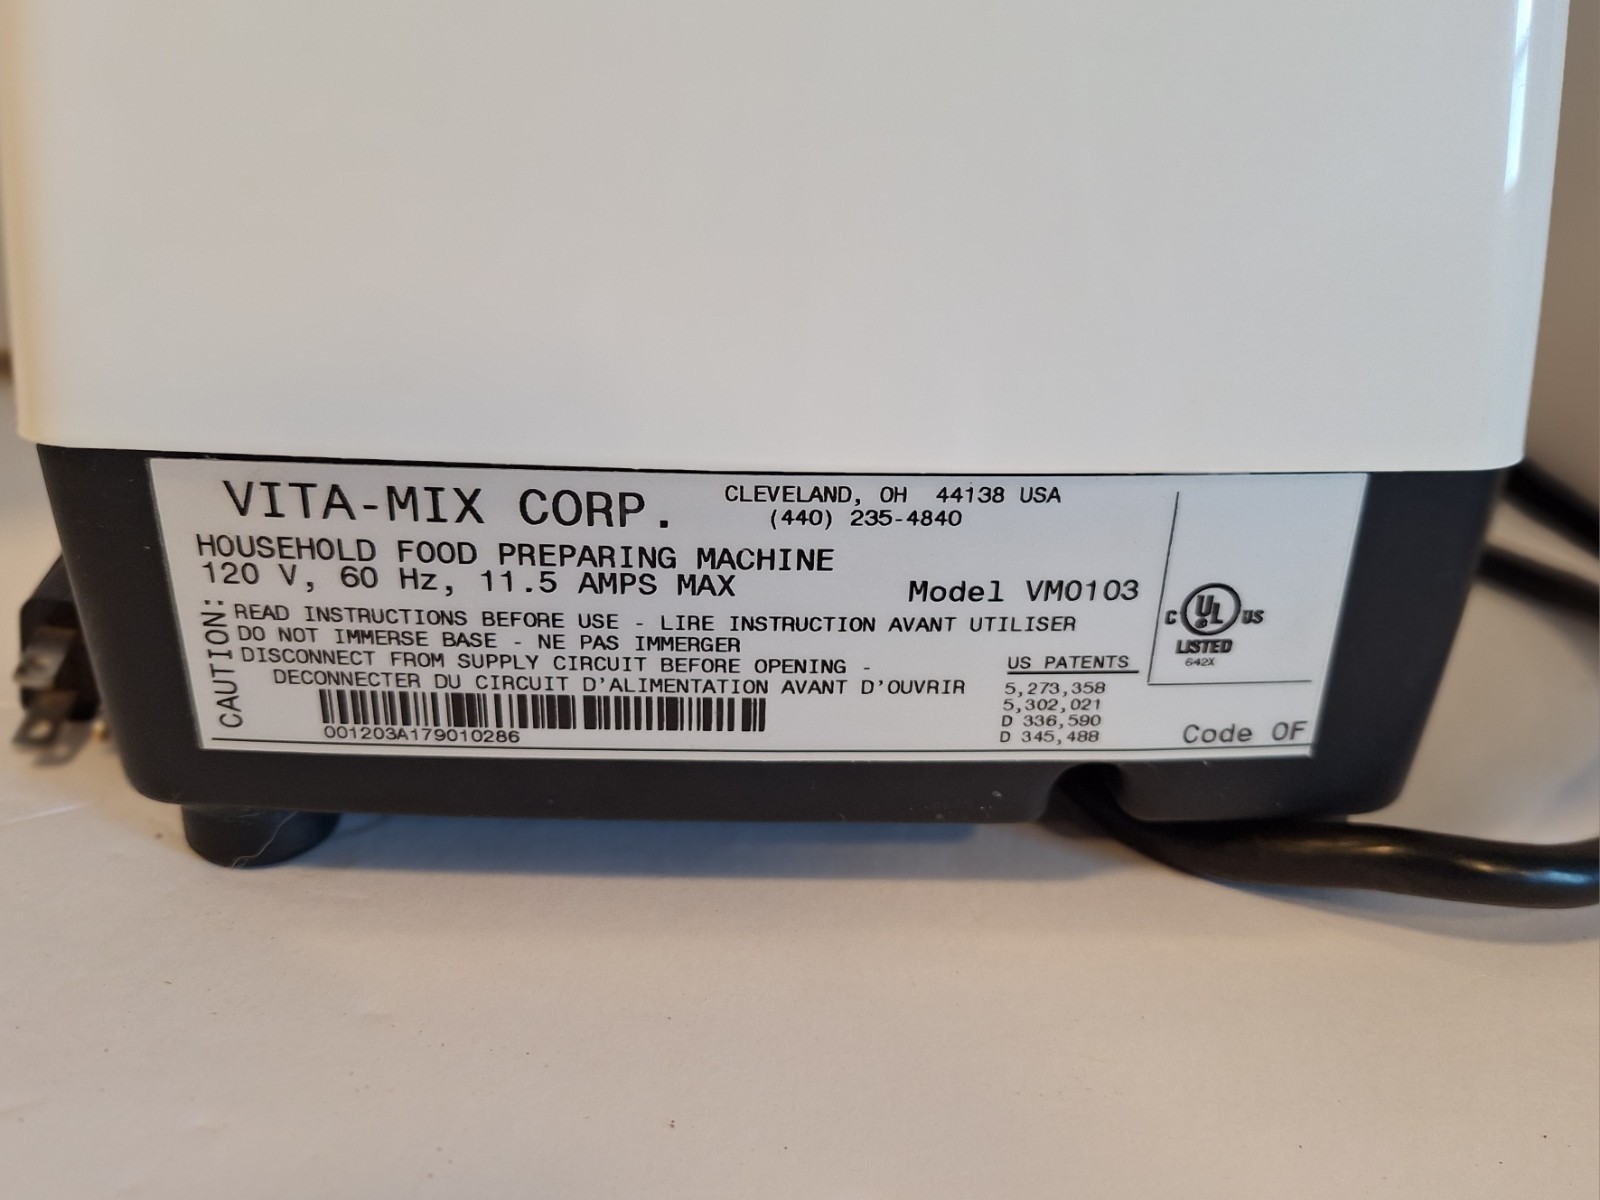 VITA-MIX CORP.
CLEVELAND, OH 44138 USA
(440) 235-4840
HOUSEHOLD FOOD PREPARING MACHINE
120 V, 60 Hz, 11.5 AMPS MAX
Model VM0103
CAUTION:
READ INSTRUCTIONS BEFORE USE - LIRE INSTRUCTION AVANT UTILISER
DO NOT IMMERSE BASE - NE PAS IMMERGER
DISCONNECT FROM SUPPLY CIRCUIT BEFORE OPENING -
DECONNECTER DU CIRCUIT D'ALIMENTATION AVANT D'OUVRIR
001203A179010286
US PATENTS
5,273,358
5,302,021
D 336,590
D 345,488
C UL US
LISTED
642X
Code OF